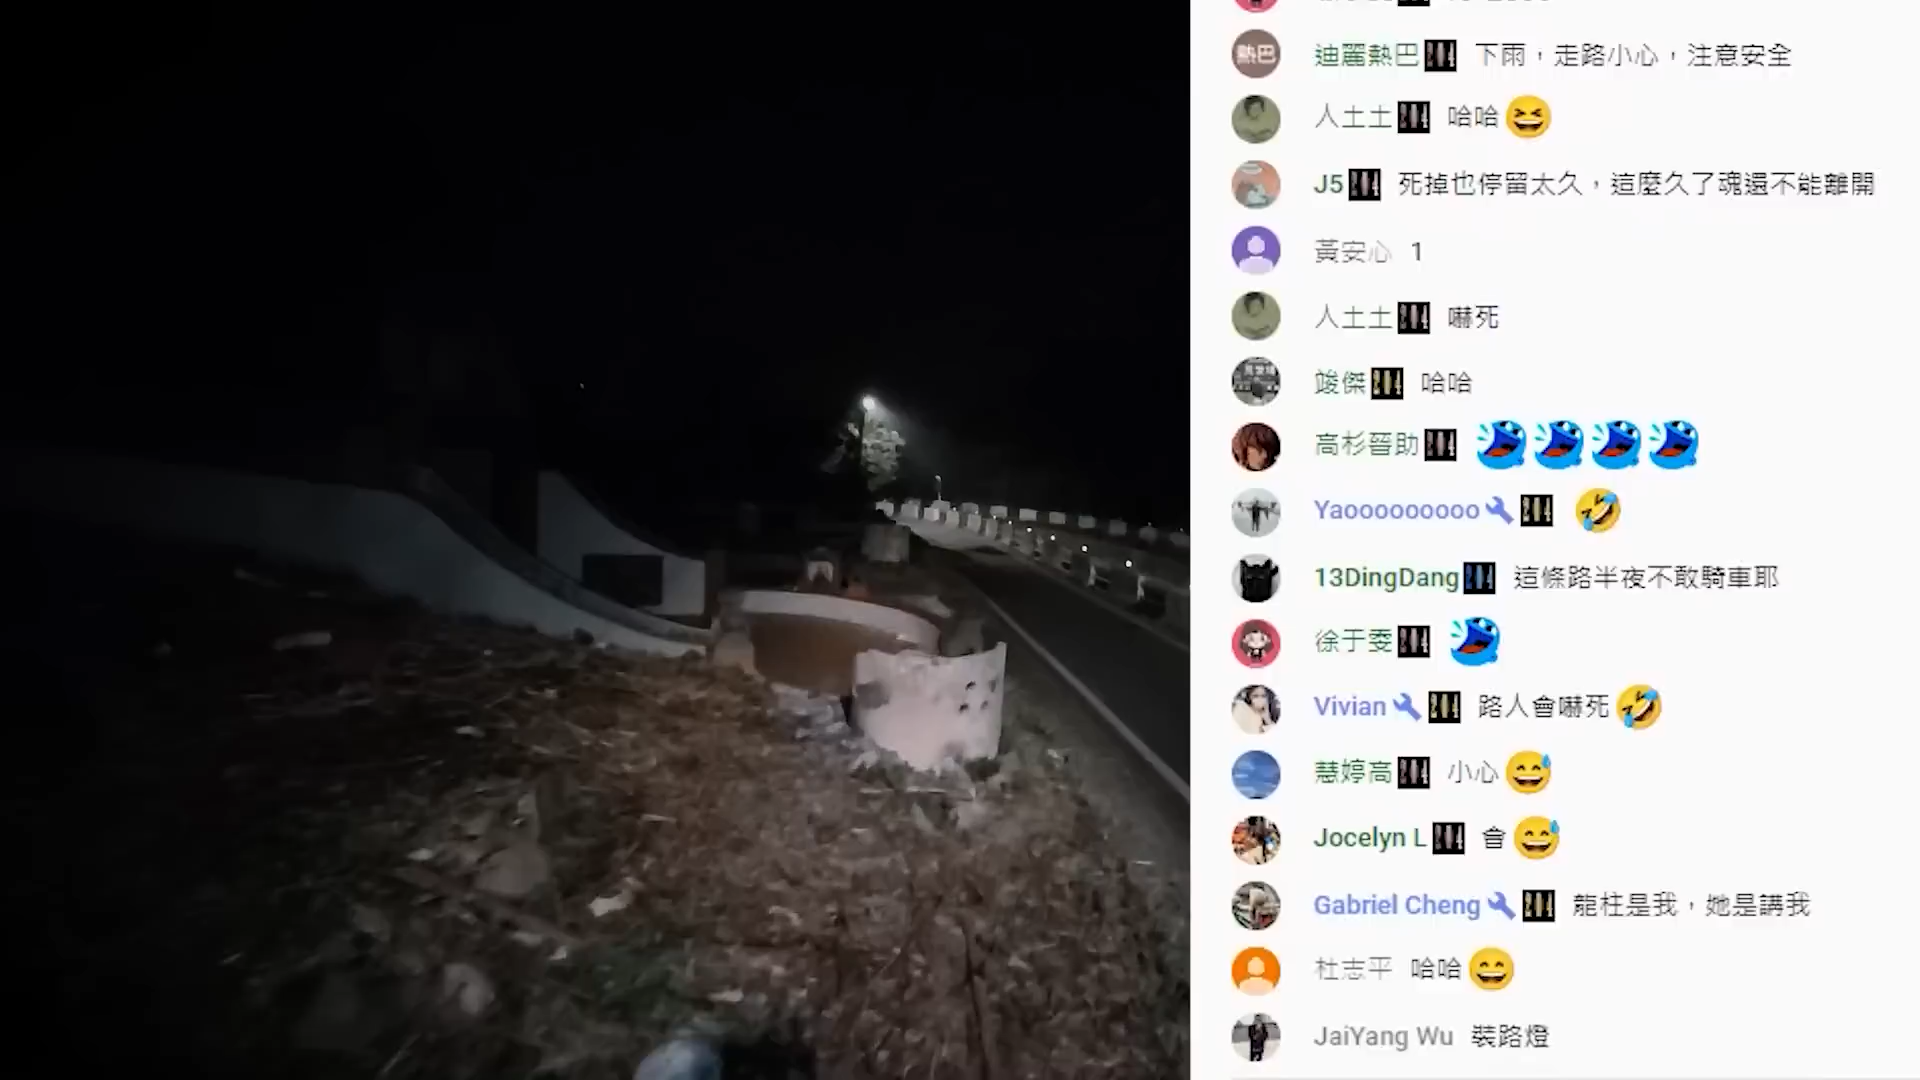 熱巴 迪麗熱巴 下雨，走路小心，注意安全
人土土 哈哈
J5 死掉也停留太久，這麼久了魂還不能離開
黃安心 1
人土土 嚇死
竣傑 哈哈
高杉晉助
Yaooooooooo
13DingDang 這條路半夜不敢騎車耶
徐于雯
Vivian 路人會嚇死
慧婷高 小心
Jocelyn L 會
Gabriel Cheng 龍柱是我，她是講我
杜志平 哈哈
JaiYang Wu 裝路燈